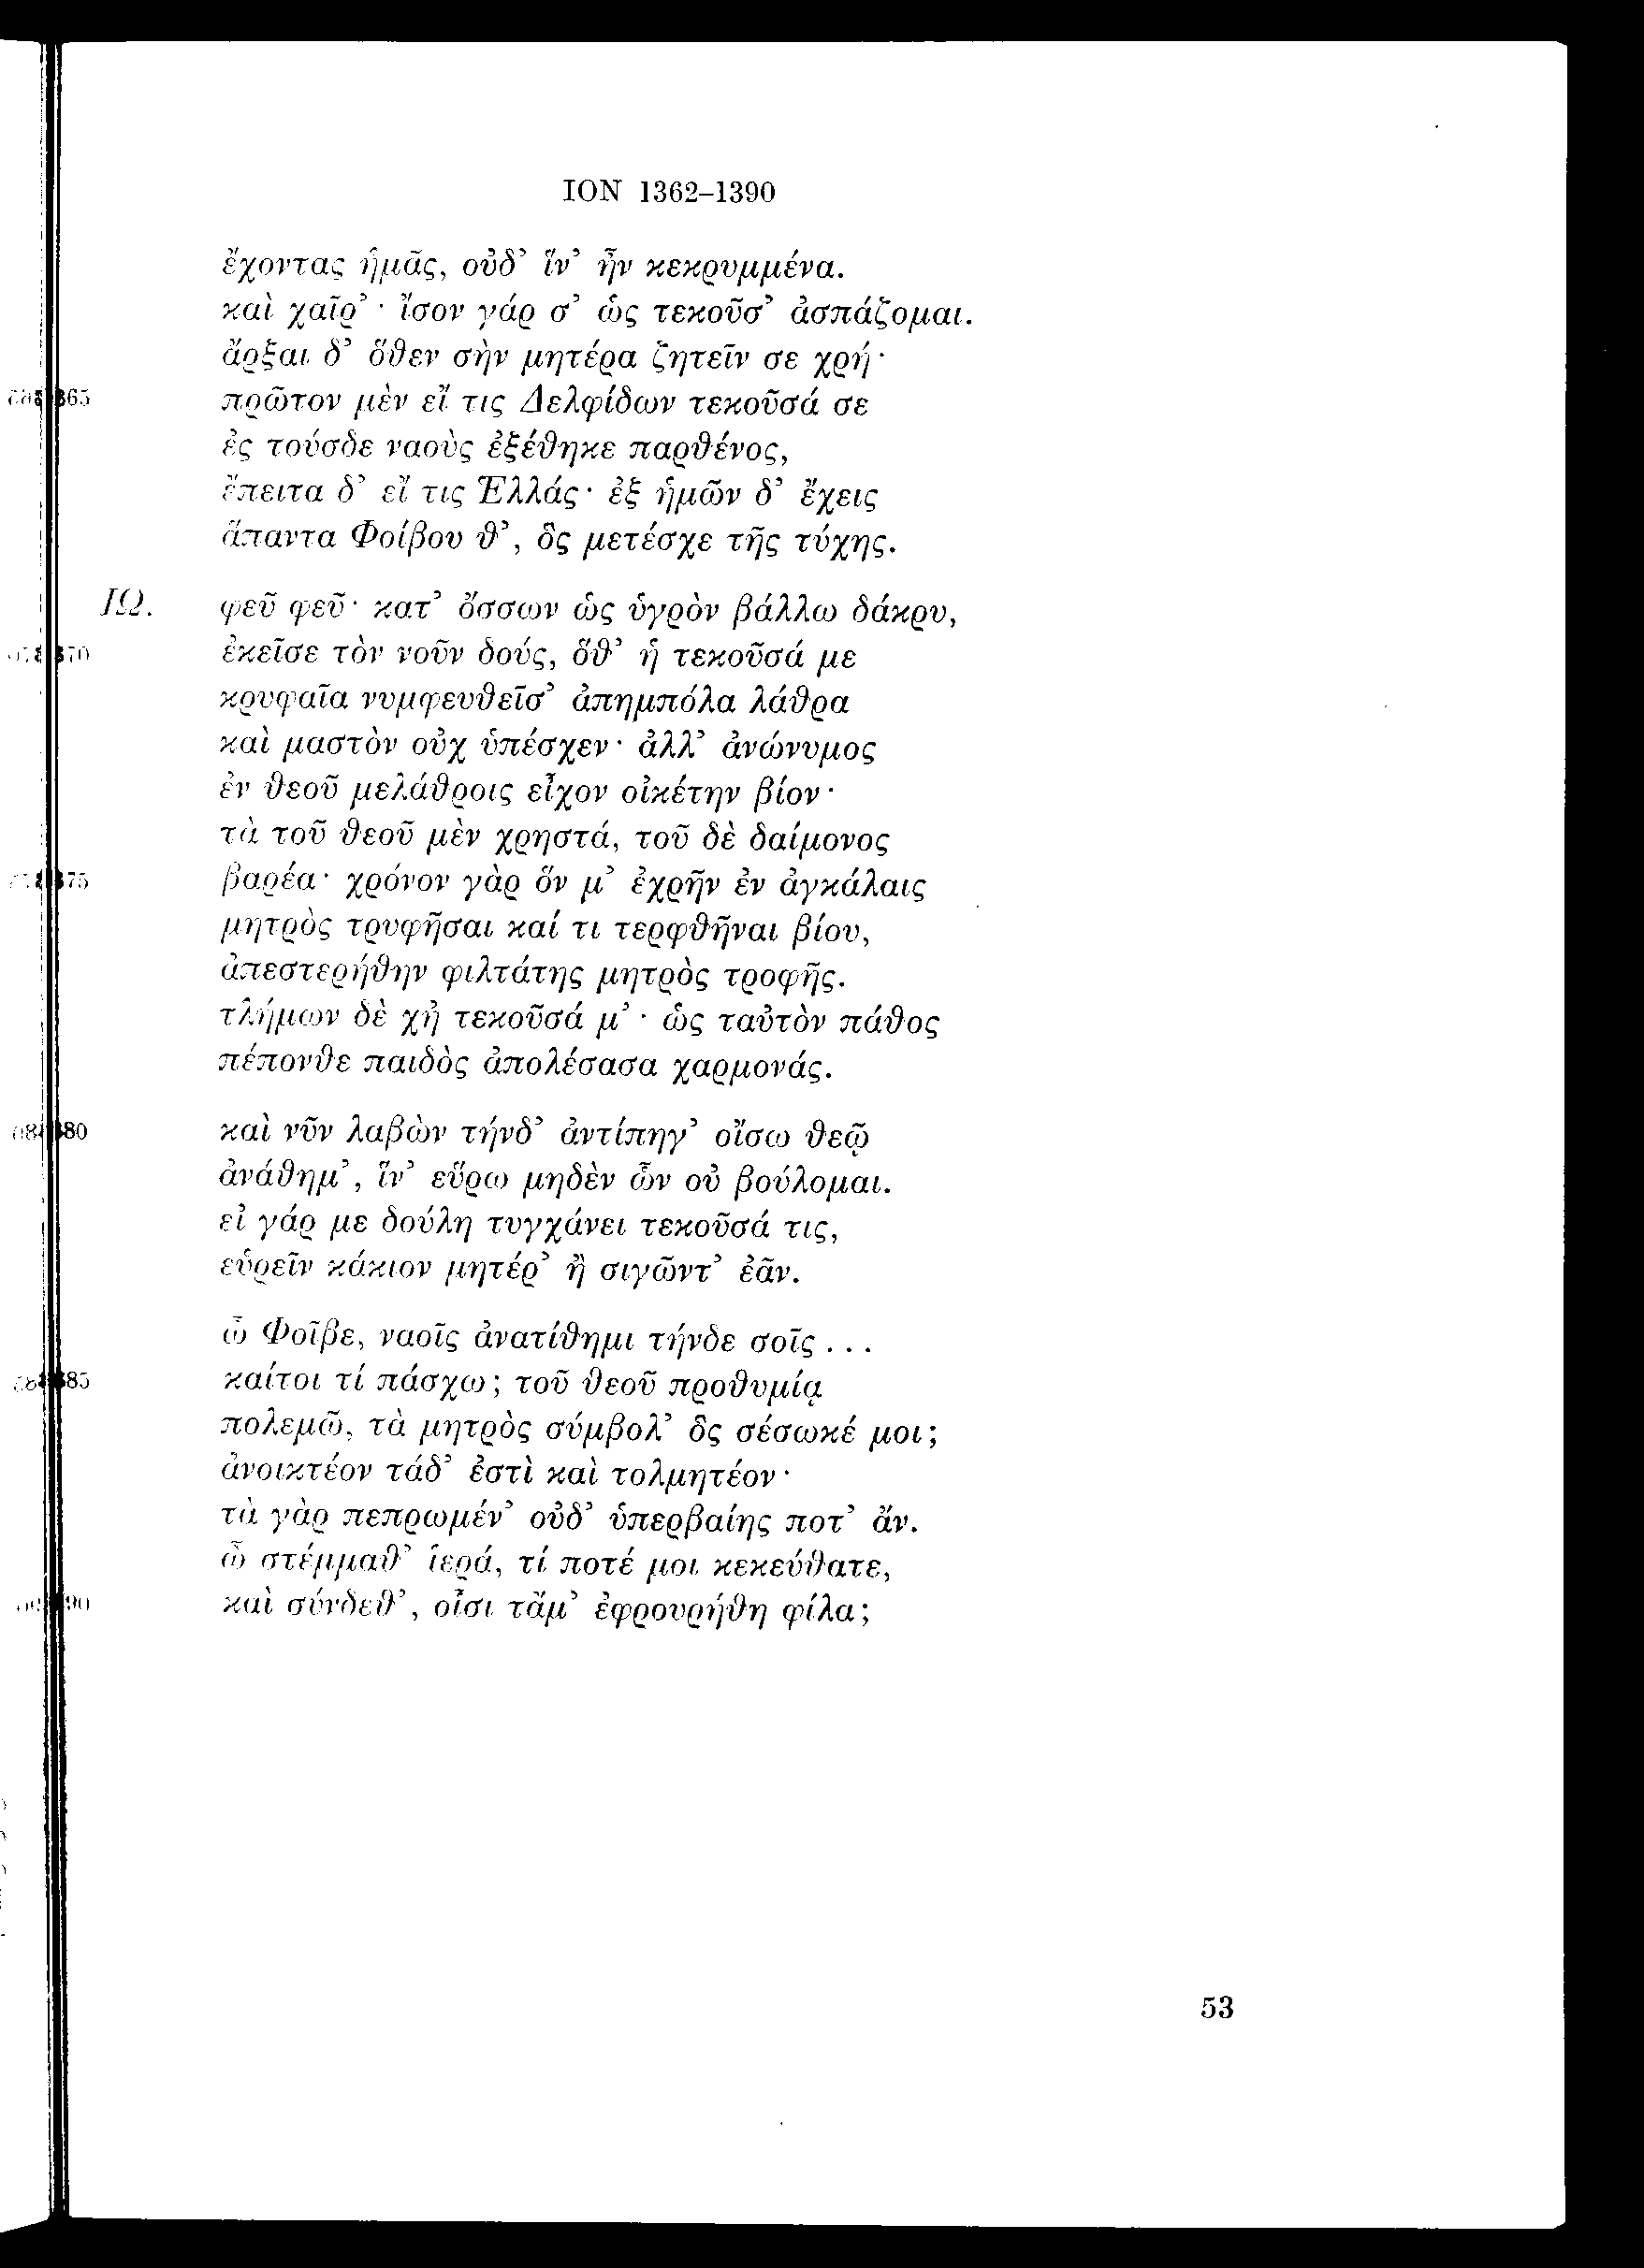 ION 1362–1390
ἔχοντας ἡμᾶς, οὐδ’ ἵν’ ἦν κεκρυμμένα.
καὶ χαῖρ’· ἴσον γάρ σ’ ὡς τεκοῦσ’ ἀσπάζομαι.
ἄρξαι δ’ ὅθεν σὴν μητέρα ζητεῖν σε χρή·
πρῶτον μὲν εἴ τις Δελφίδων τεκοῦσά σε
ἐς τούσδε ναοὺς ἐξέθηκε παρθένος,
ἔπειτα δ’ εἴ τις Ἑλλάς· ἐξ ἡμῶν δ’ ἔχεις
ἅπαντα Φοίβου θ’, ὃς μετέσχε τῆς τύχης.
ΙΩ. φεῦ φεῦ· κατ’ ὄσσων ὡς ὑγρὸν βάλλω δάκρυ,
ἐκεῖσε τὸν νοῦν δούς, ὅθ’ ἡ τεκοῦσά με
κρυφαῖα νυμφευθεῖσ’ ἀπημπόλα λάθρα
καὶ μαστὸν οὐχ ὑπέσχεν· ἀλλ’ ἀνώνυμος
ἐν θεοῦ μελάθροις εἶχον οἰκέτην βίον·
τὰ τοῦ θεοῦ μὲν χρηστά, τοῦ δὲ δαίμονος
βαρέα· χρόνον γὰρ ὅν μ’ ἐχρῆν ἐν ἀγκάλαις
μητρὸς τρυφῆσαι καί τι τερφθῆναι βίου,
ἀπεστερήθην φιλτάτης μητρὸς τροφῆς.
τλήμων δὲ χἠ τεκοῦσά μ’· ὡς ταὐτὸν πάθος
πέπονθε παιδὸς ἀπολέσασα χαρμονάς.
καὶ νῦν λαβὼν τήνδ’ ἀντίπηγ’ οἴσω θεῷ
ἀνάθημ’, ἵν’ εὕρω μηδὲν ὧν οὐ βούλομαι.
εἰ γάρ με δούλη τυγχάνει τεκοῦσά τις,
εὑρεῖν κάκιον μητέρ’ ἢ σιγῶντ’ ἐᾶν.
ὦ Φοῖβε, ναοῖς ἀνατίθημι τήνδε σοῖς . . .
καίτοι τί πάσχω; τοῦ θεοῦ προθυμίᾳ
πολεμῶ, τὰ μητρὸς σύμβολ’ ὃς σέσωκέ μοι;
ἀνοικτέον τάδ’ ἐστὶ καὶ τολμητέον·
τὰ γὰρ πεπρωμέν’ οὐδ’ ὑπερβαίης ποτ’ ἄν.
ὦ στέμμαθ’ ἱερά, τί ποτέ μοι κεκεύθατε,
καὶ σύνδεθ’, οἷσι τἄμ’ ἐφρουρήθη φίλα;
53